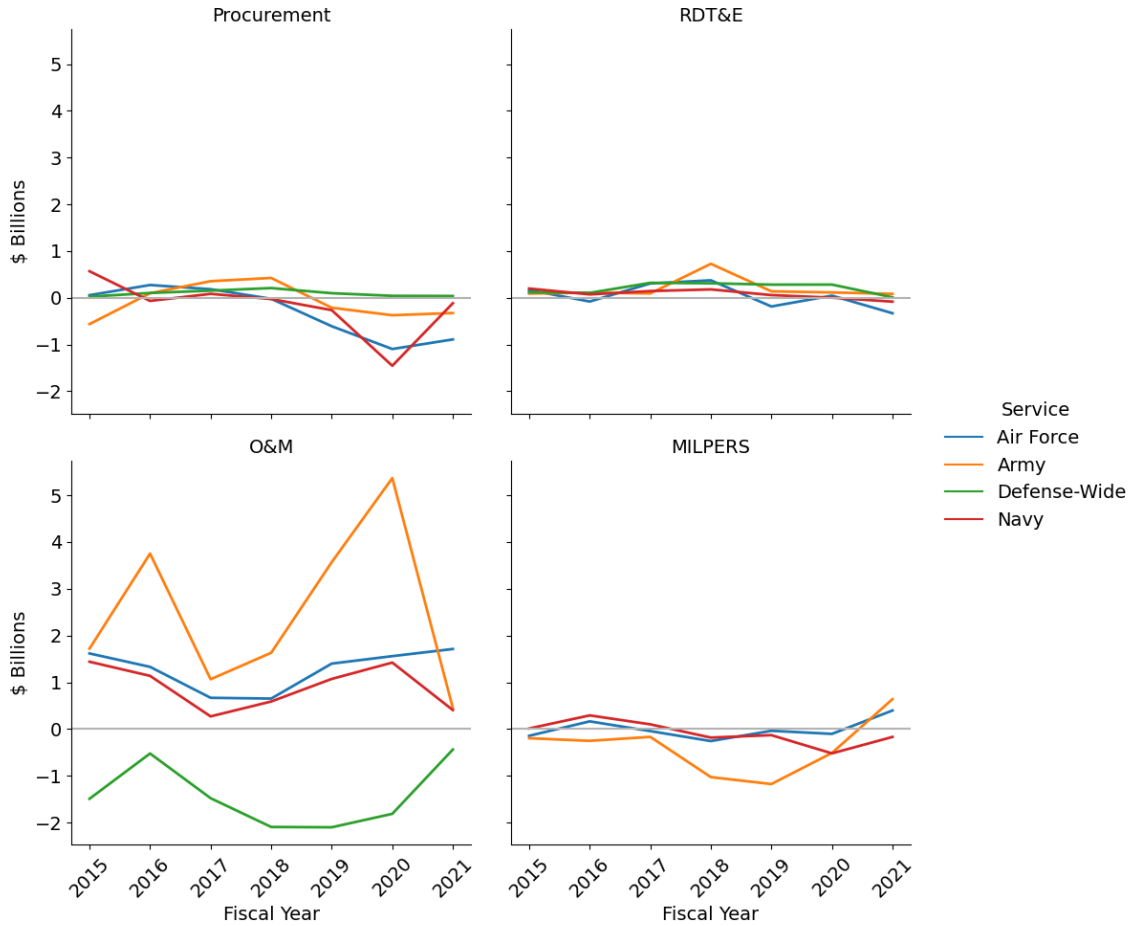 Procurement
RDT&E
$ Billions
5
4
3
2
1
0
−1
−2
O&M
MILPERS
$ Billions
5
4
3
2
1
0
−1
−2
2015
2016
2017
2018
2019
2020
2021
Fiscal Year
2015
2016
2017
2018
2019
2020
2021
Fiscal Year
Service
Air Force
Army
Defense-Wide
Navy